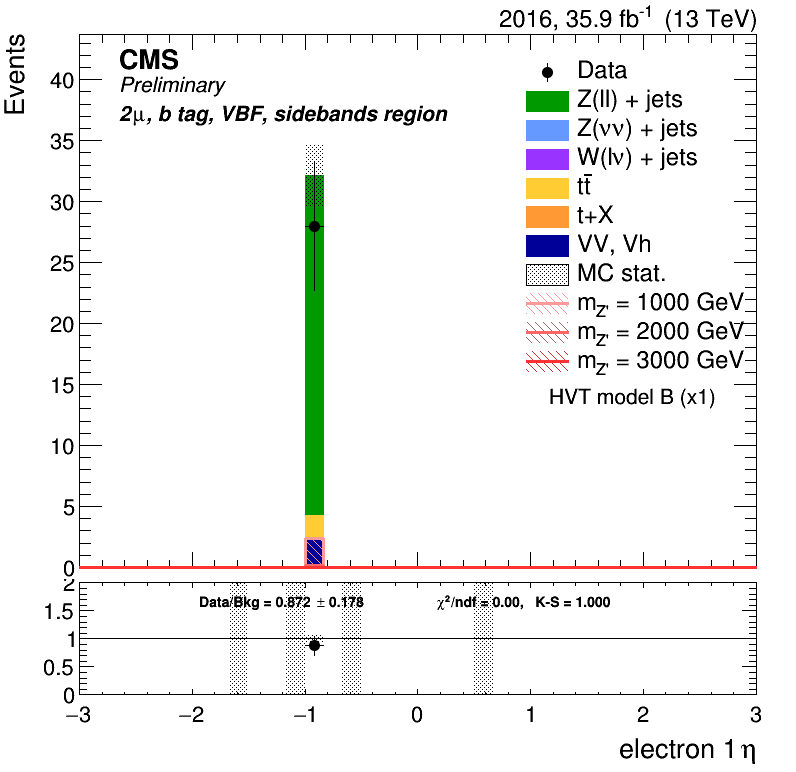 2016, 35.9 fb⁻¹ (13 TeV)
Events
CMS
Preliminary
2μ, b tag, VBF, sidebands region
Data
Z(ll) + jets
Z(νν) + jets
W(lν) + jets
tt̄
t+X
VV, Vh
MC stat.
m_Z' = 1000 GeV
m_Z' = 2000 GeV
m_Z' = 3000 GeV
HVT model B (x1)
40
35
30
25
20
15
10
5
0
Data/Bkg = 0.872 ± 0.178
χ²/ndf = 0.00, K-S = 1.000
2
1.5
1
0.5
0
−3 −2 −1 0 1 2 3
electron 1 η